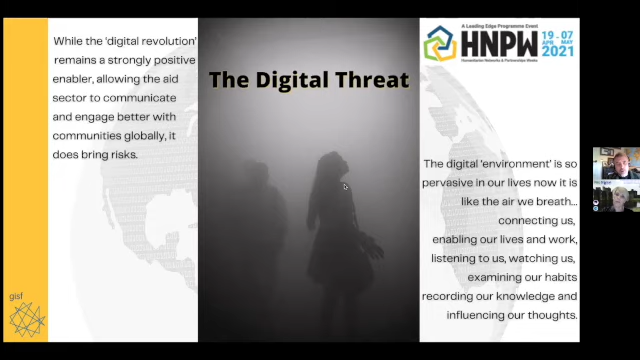 While the 'digital revolution'
remains a strongly positive
enabler, allowing the aid
sector to communicate
and engage better with
communities globally, it
does bring risks.
gisf
The Digital Threat
A Leading Edge Programme Event
HNPW
19 - 07
APR MAY
2021
Humanitarian Networks & Partnerships Weeks
The digital 'environment' is so
pervasive in our lives now it is
like the air we breath...
connecting us,
enabling our lives and work,
listening to us, watching us,
examining our habits
recording our knowledge and
influencing our thoughts.